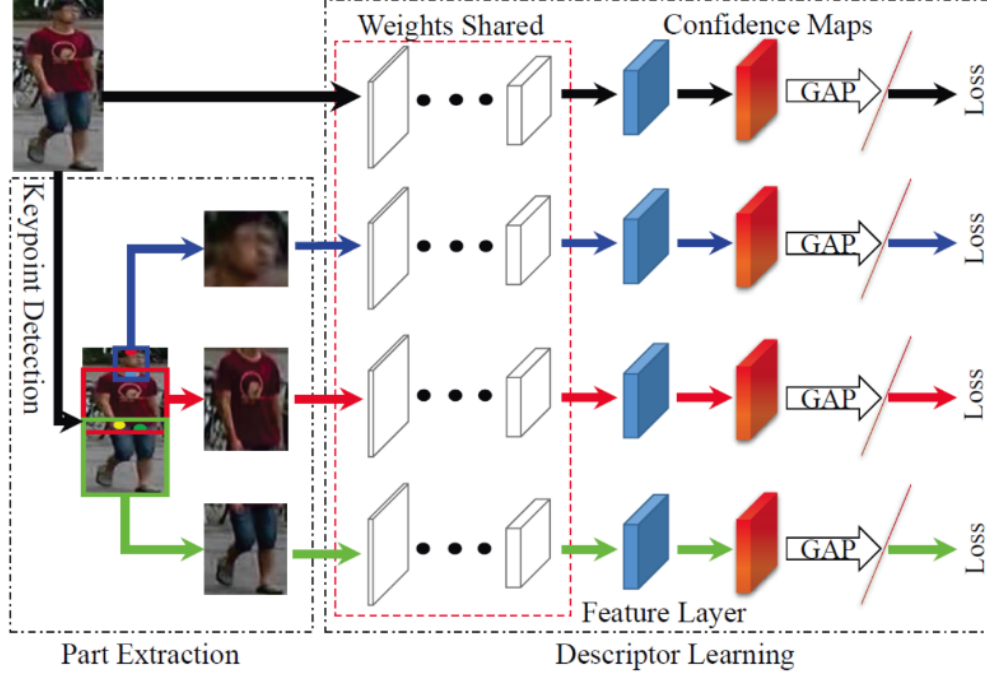 Weights Shared
Confidence Maps
GAP
Loss
Keypoint Detection
GAP
Loss
GAP
Loss
GAP
Loss
Feature Layer
Part Extraction
Descriptor Learning